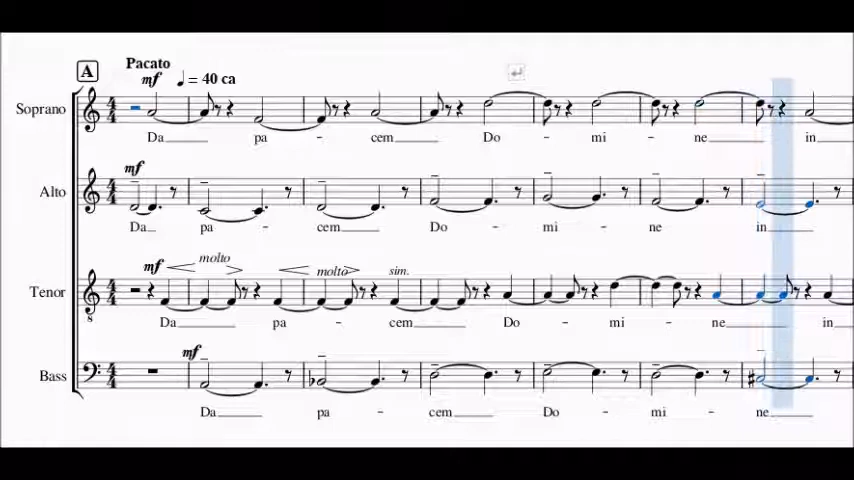 A Pacato
mf ♩ = 40 ca
Soprano
Da pa - cem Do - mi - ne in
mf
Alto
Da pa - cem Do - mi - ne in
mf molto molto sim.
Tenor
8
Da pa - cem Do - mi - ne in
mf
Bass
Da pa - cem Do - mi - ne